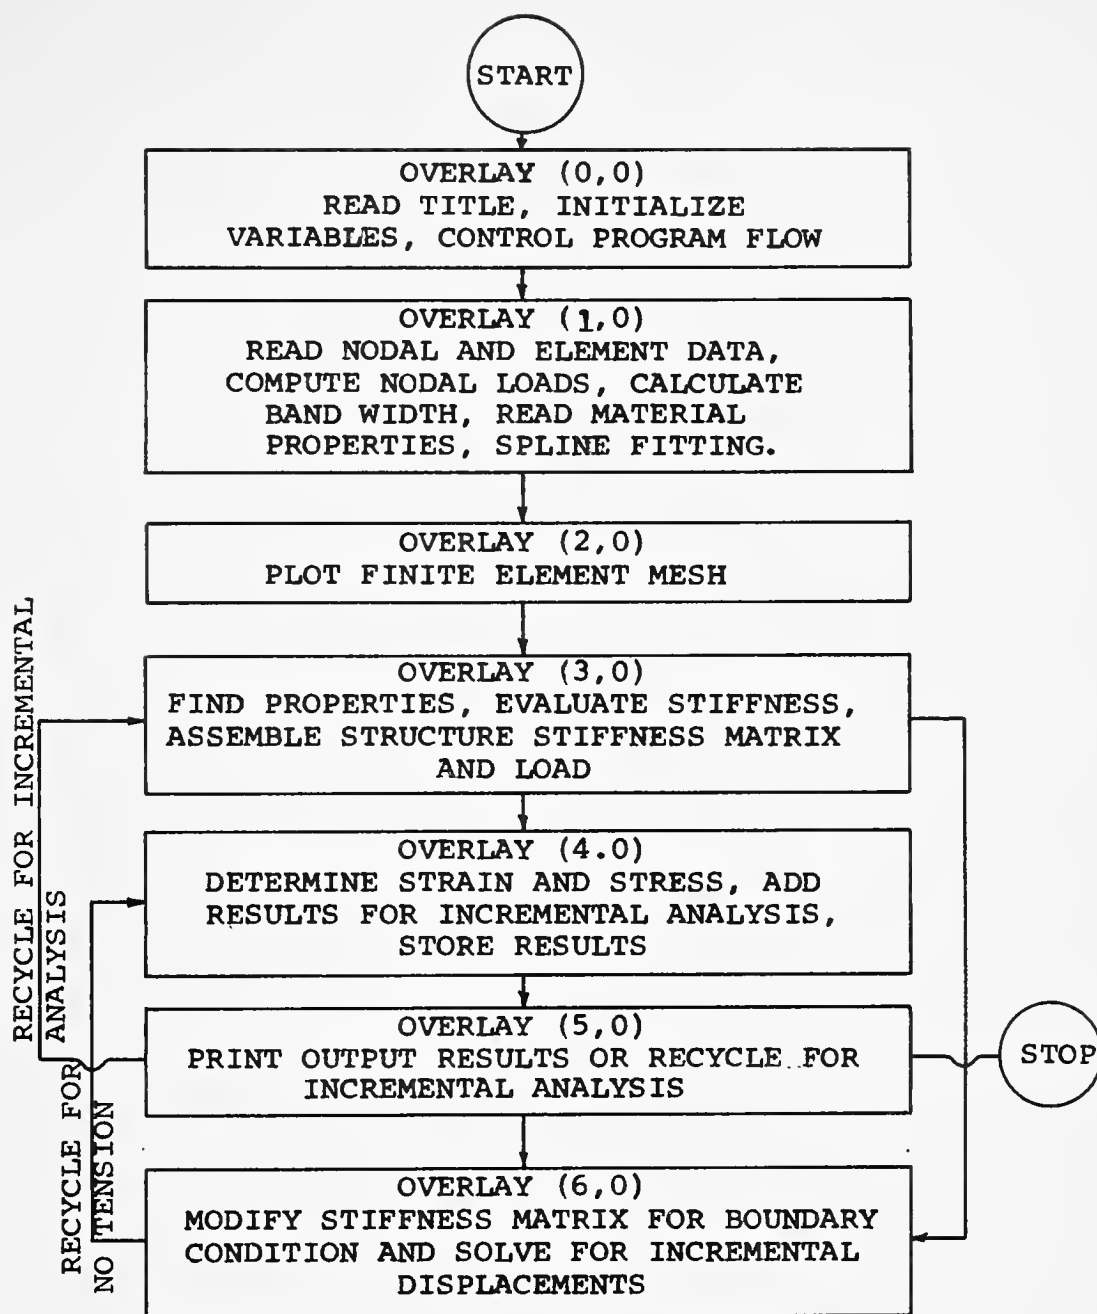 START
OVERLAY (0,0)
READ TITLE, INITIALIZE
VARIABLES, CONTROL PROGRAM FLOW
OVERLAY (1,0)
READ NODAL AND ELEMENT DATA,
COMPUTE NODAL LOADS, CALCULATE
BAND WIDTH, READ MATERIAL
PROPERTIES, SPLINE FITTING.
OVERLAY (2,0)
PLOT FINITE ELEMENT MESH
OVERLAY (3,0)
FIND PROPERTIES, EVALUATE STIFFNESS,
ASSEMBLE STRUCTURE STIFFNESS MATRIX
AND LOAD
OVERLAY (4.0)
DETERMINE STRAIN AND STRESS, ADD
RESULTS FOR INCREMENTAL ANALYSIS,
STORE RESULTS
OVERLAY (5,0)
PRINT OUTPUT RESULTS OR RECYCLE FOR
INCREMENTAL ANALYSIS
STOP
OVERLAY (6,0)
MODIFY STIFFNESS MATRIX FOR BOUNDARY
CONDITION AND SOLVE FOR INCREMENTAL
DISPLACEMENTS
RECYCLE FOR INCREMENTAL
ANALYSIS
RECYCLE FOR
NO TENSION